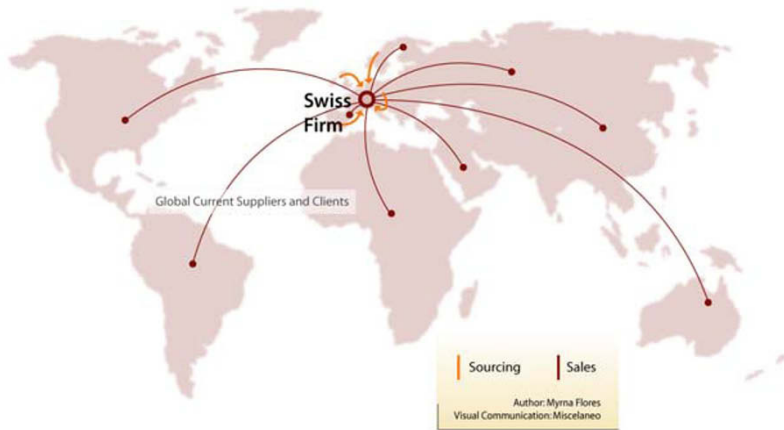 Swiss
Firm
Global Current Suppliers and Clients
Sourcing
Sales
Author: Myrna Flores
Visual Communication: Miscelaneo